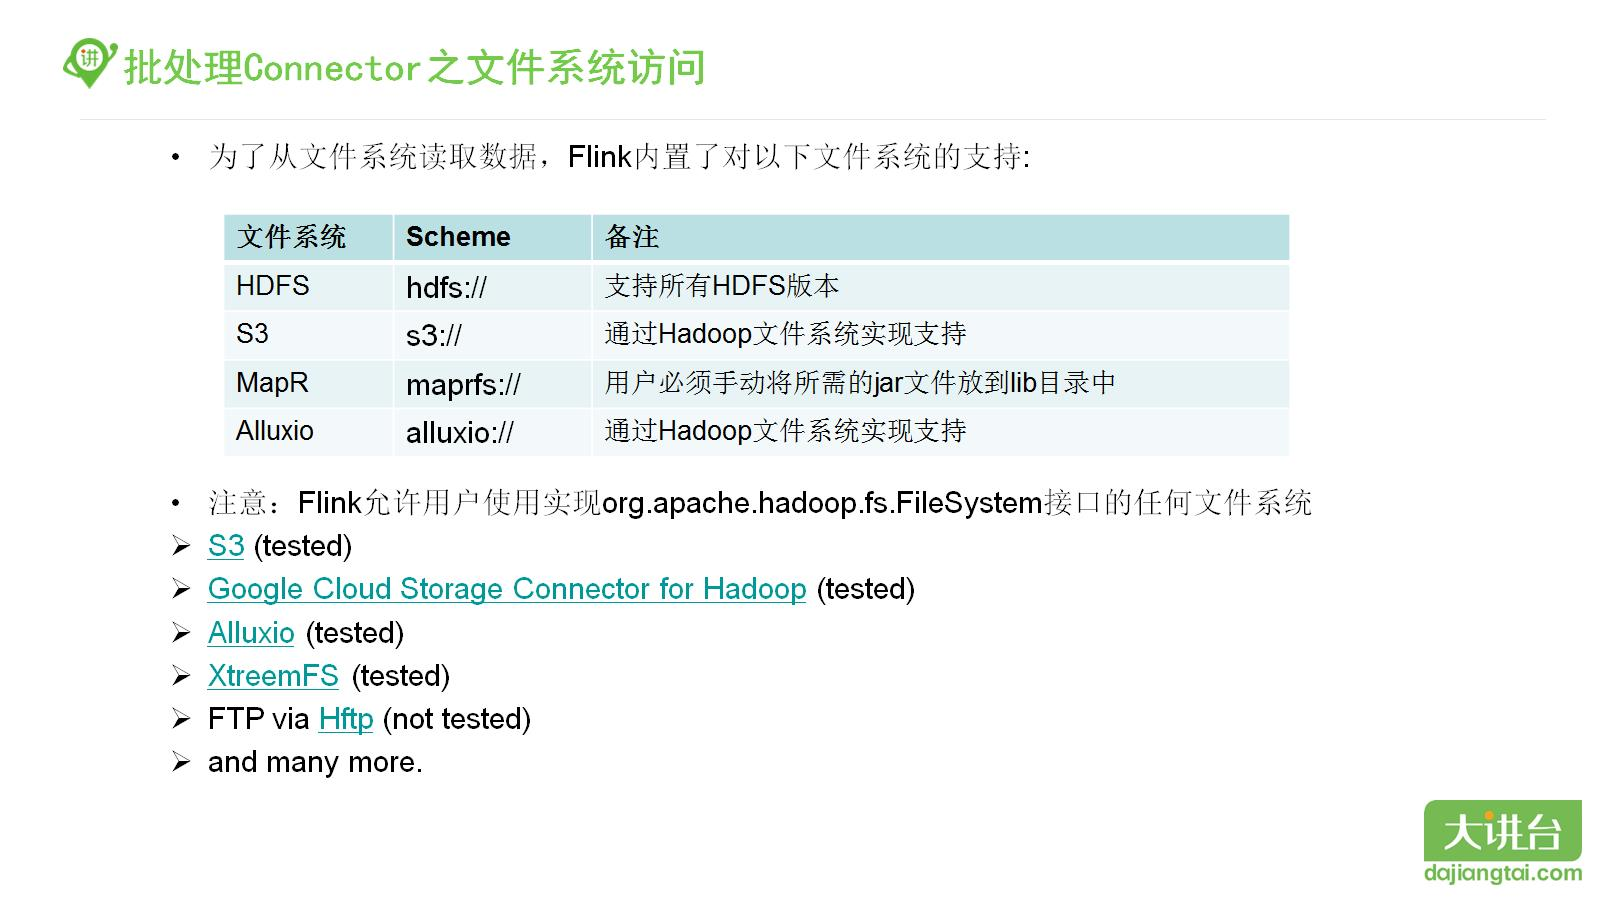 讲
批处理Connector之文件系统访问
• 为了从文件系统读取数据，Flink内置了对以下文件系统的支持:
文件系统 Scheme 备注
HDFS hdfs:// 支持所有HDFS版本
S3 s3:// 通过Hadoop文件系统实现支持
MapR maprfs:// 用户必须手动将所需的jar文件放到lib目录中
Alluxio alluxio:// 通过Hadoop文件系统实现支持
• 注意：Flink允许用户使用实现org.apache.hadoop.fs.FileSystem接口的任何文件系统
➢ S3 (tested)
➢ Google Cloud Storage Connector for Hadoop (tested)
➢ Alluxio (tested)
➢ XtreemFS (tested)
➢ FTP via Hftp (not tested)
➢ and many more.
大讲台
dajiangtai.com